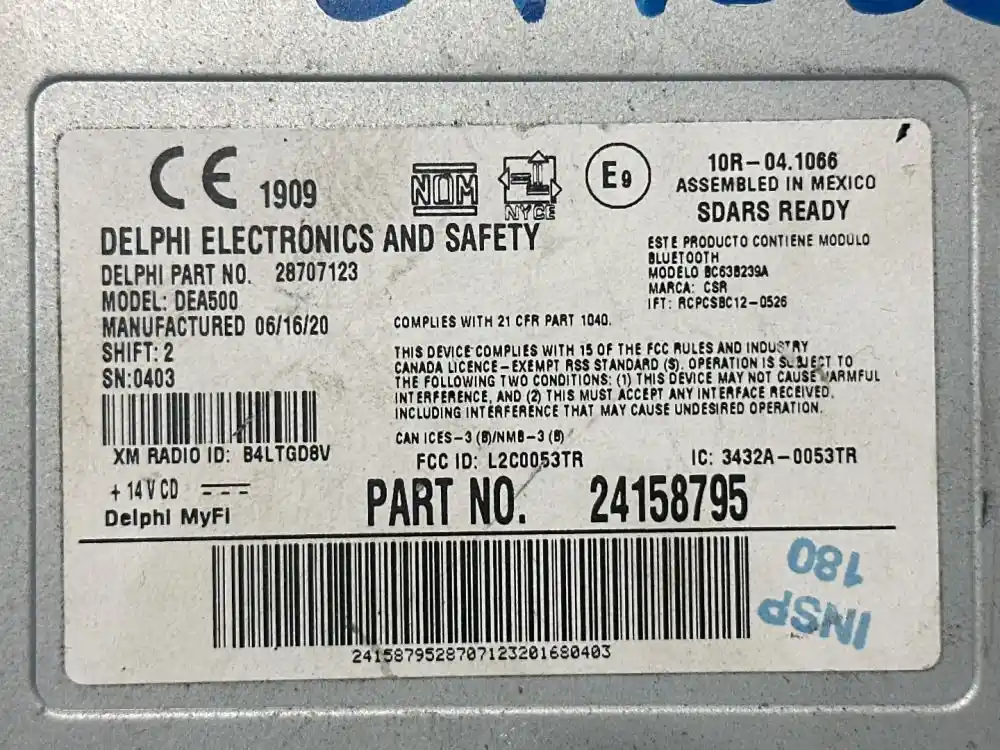 CE 1909
NOM
NYCE
E9
10R-04.1066
ASSEMBLED IN MEXICO
SDARS READY
DELPHI ELECTRONICS AND SAFETY
DELPHI PART NO. 28707123
MODEL: DEA500
MANUFACTURED 06/16/20
SHIFT: 2
SN:0403
ESTE PRODUCTO CONTIENE MODULO
BLUETOOTH
MODELO BC63B239A
MARCA: CSR
IFT: RCPCSBC12-0526
COMPLIES WITH 21 CFR PART 1040.
THIS DEVICE COMPLIES WITH 15 OF THE FCC RULES AND INDUSTRY
CANADA LICENCE-EXEMPT RSS STANDARD (S). OPERATION IS SUBJECT TO
THE FOLLOWING TWO CONDITIONS: (1) THIS DEVICE MAY NOT CAUSE HARMFUL
INTERFERENCE, AND (2) THIS MUST ACCEPT ANY INTERFACE RECEIVED,
INCLUDING INTERFERENCE THAT MAY CAUSE UNDESIRED OPERATION.
CAN ICES-3 (B)/NMB-3 (B)
XM RADIO ID: B4LTGD8V
FCC ID: L2C0053TR
IC: 3432A-0053TR
+14V CD
Delphi MyFi
PART NO. 24158795
2415879528707123201680403
INSP
180